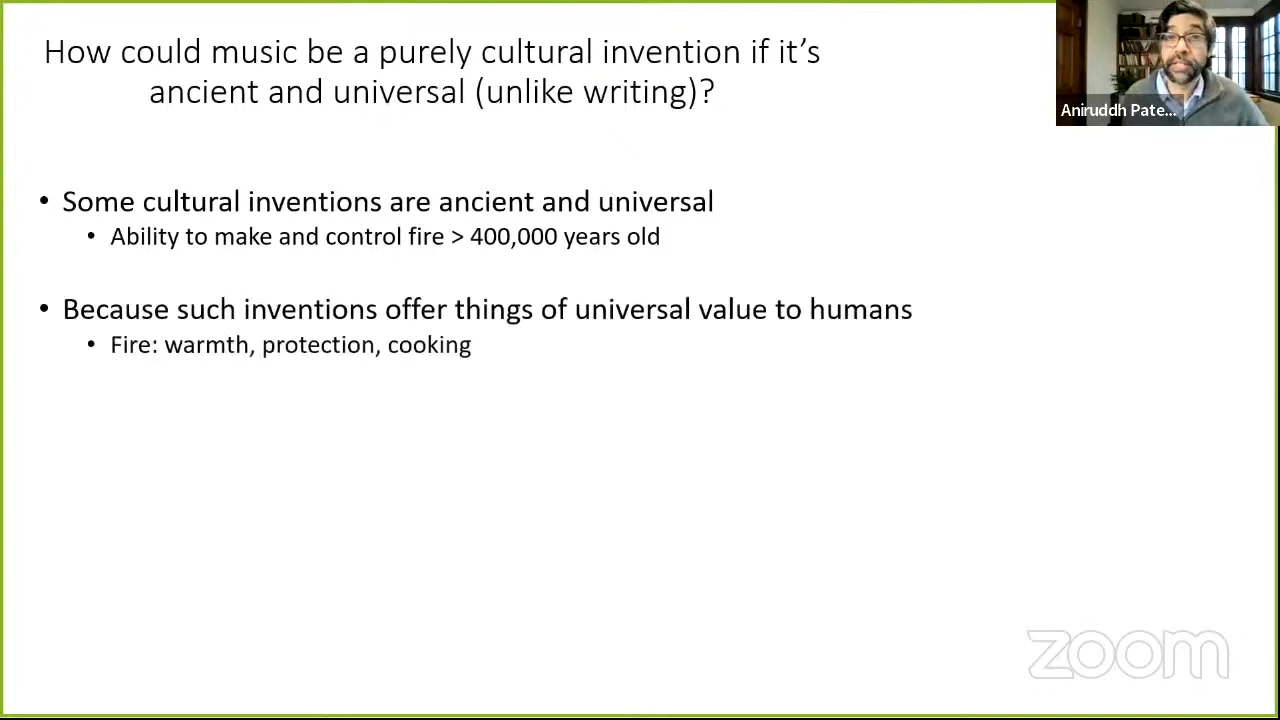 How could music be a purely cultural invention if it’s
ancient and universal (unlike writing)?
Aniruddh Pate...
• Some cultural inventions are ancient and universal
• Ability to make and control fire > 400,000 years old
• Because such inventions offer things of universal value to humans
• Fire: warmth, protection, cooking
zoom